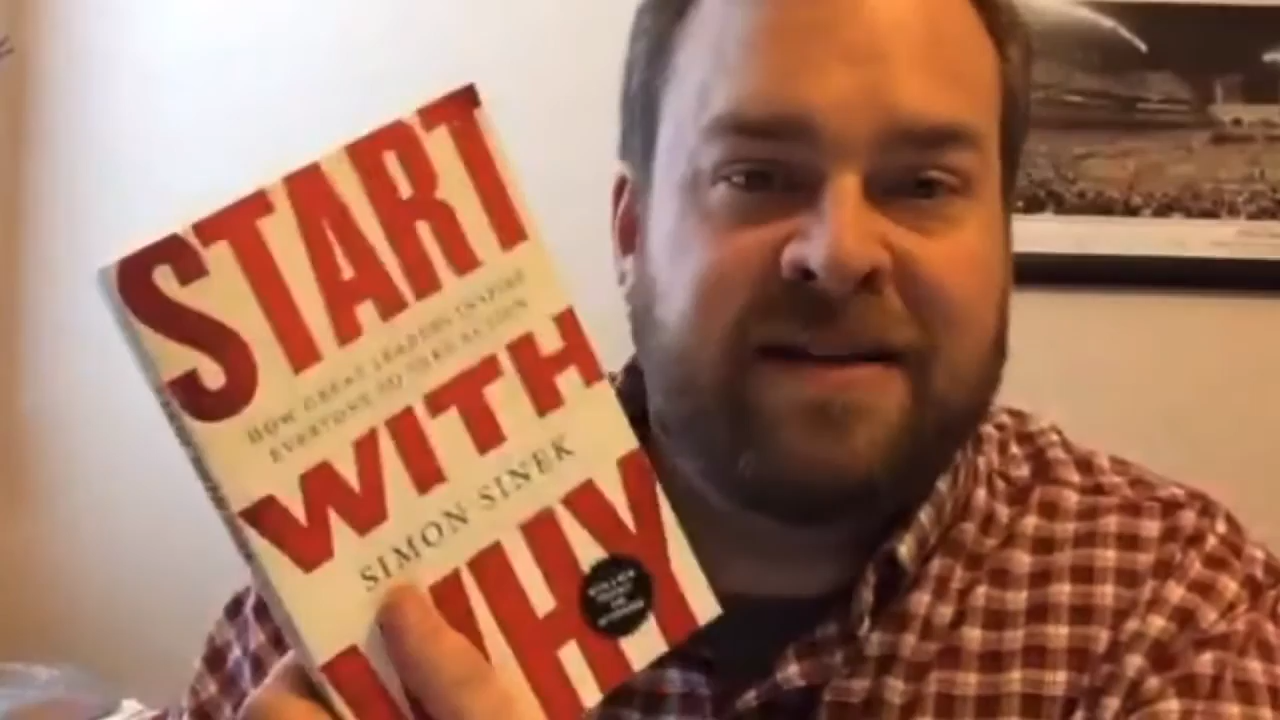 START
HOW GREAT LEADERS INSPIRE
EVERYONE TO TAKE ACTION
WITH
SIMON SINEK
WHY